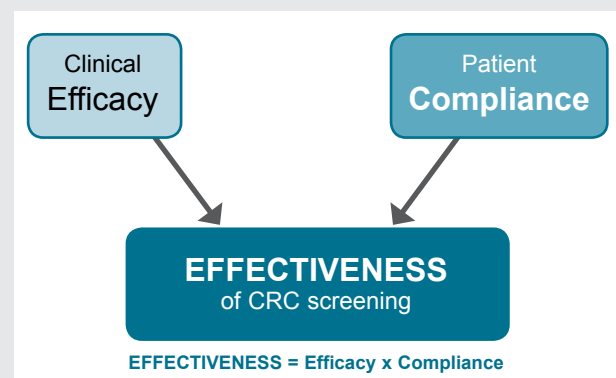 Clinical
Efficacy
Patient
Compliance
EFFECTIVENESS
of CRC screening
EFFECTIVENESS = Efficacy x Compliance